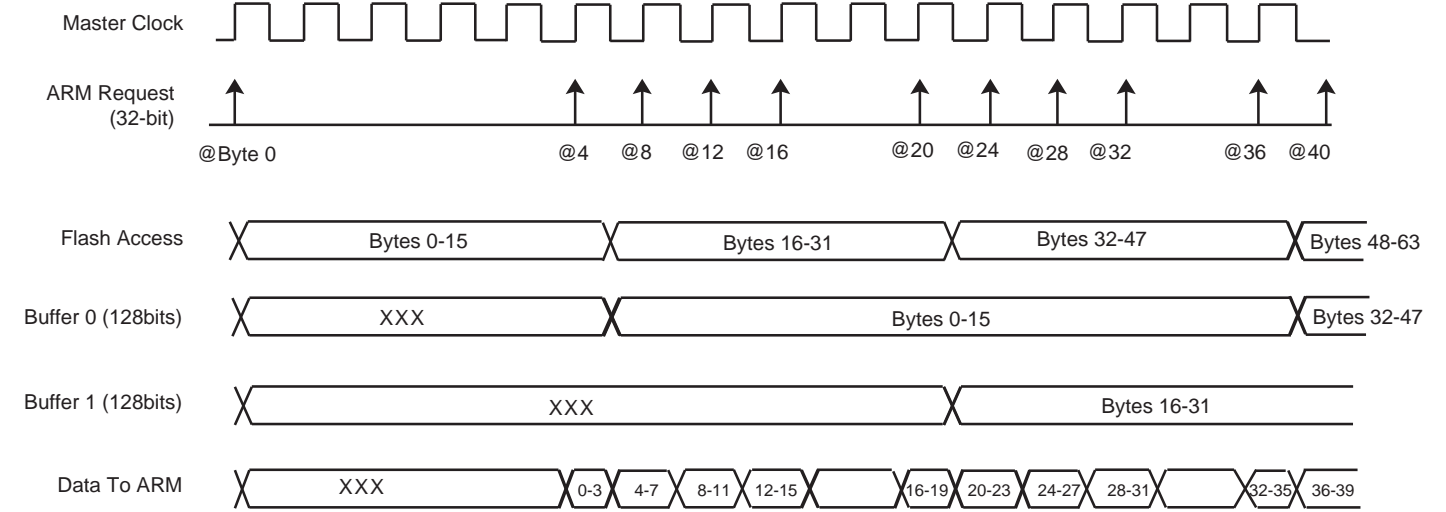 Master Clock
ARM Request
(32-bit)
@Byte 0 @4 @8 @12 @16 @20 @24 @28 @32 @36 @40
Flash Access Bytes 0-15 Bytes 16-31 Bytes 32-47 Bytes 48-63
Buffer 0 (128bits) XXX Bytes 0-15 Bytes 32-47
Buffer 1 (128bits) XXX Bytes 16-31
Data To ARM XXX 0-3 4-7 8-11 12-15 16-19 20-23 24-27 28-31 32-35 36-39